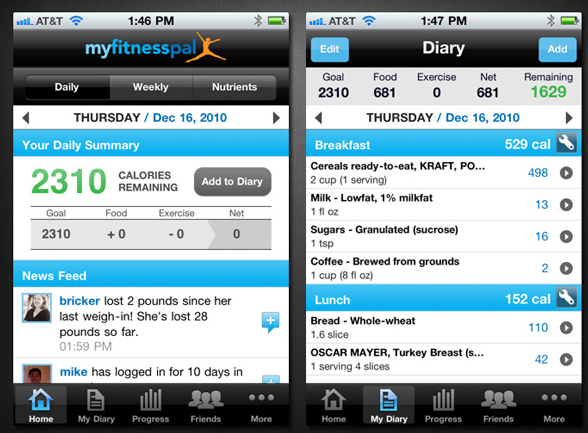 AT&T 1:46 PM
myfitnesspal
Daily Weekly Nutrients
THURSDAY / Dec 16, 2010
Your Daily Summary
2310 CALORIES REMAINING Add to Diary
Goal Food Exercise Net
2310 + 0 - 0 0
News Feed
bricker lost 2 pounds since her
last weigh-in! She's lost 28
pounds so far.
01:59 PM
mike has logged in for 10 days in
Home My Diary Progress Friends More
AT&T 1:47 PM
Edit Diary Add
Goal Food Exercise Net Remaining
2310 681 0 681 1629
THURSDAY / Dec 16, 2010
Breakfast 529 cal
Cereals ready-to-eat, KRAFT, PO... 498
2 cup (1 serving)
Milk - Lowfat, 1% milkfat 13
1 fl oz
Sugars - Granulated (sucrose) 16
1 tsp
Coffee - Brewed from grounds 2
1 cup (8 fl oz)
Lunch 152 cal
Bread - Whole-wheat 110
1.6 slice
OSCAR MAYER, Turkey Breast (s... 42
1 serving 4 slices
Home My Diary Progress Friends More